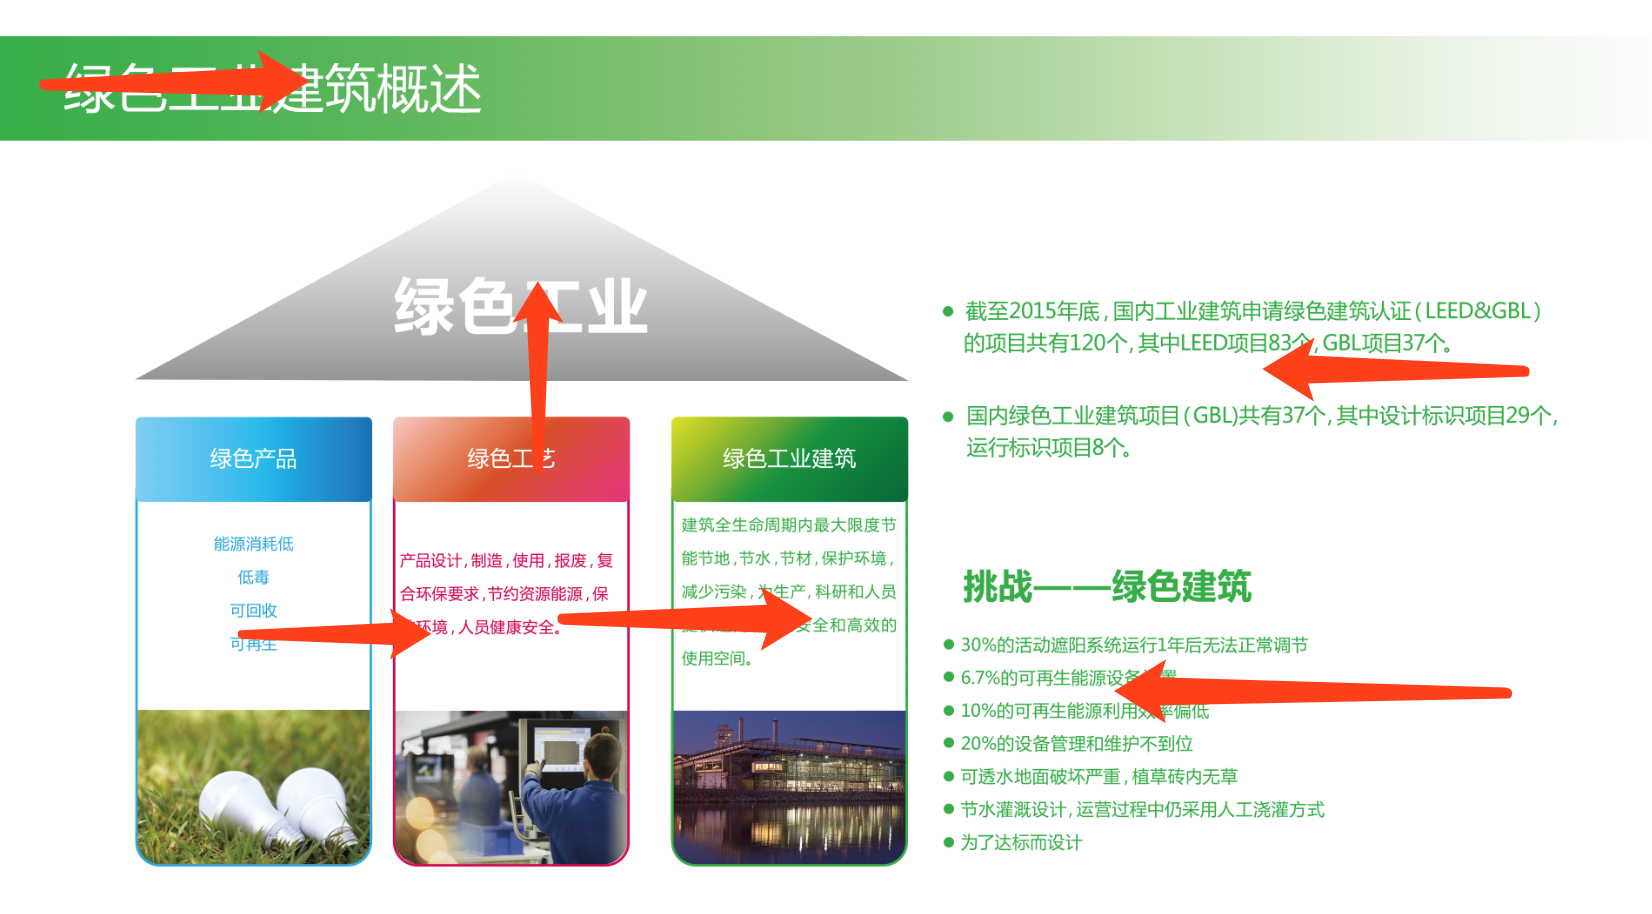 绿色工业建筑概述
绿色工业
绿色产品
能源消耗低
低毒
可回收
可再生
绿色工艺
产品设计,制造,使用,报废,复
合环保要求,节约资源能源,保
环境,人员健康安全。
绿色工业建筑
建筑全生命周期内最大限度节
能节地,节水,节材,保护环境,
减少污染,为生产,科研和人员
安全和高效的
使用空间。
截至2015年底,国内工业建筑申请绿色建筑认证(LEED&GBL)
的项目共有120个,其中LEED项目83个,GBL项目37个。
国内绿色工业建筑项目(GBL)共有37个,其中设计标识项目29个,
运行标识项目8个。
挑战——绿色建筑
30%的活动遮阳系统运行1年后无法正常调节
6.7%的可再生能源设备
10%的可再生能源利用效率偏低
20%的设备管理和维护不到位
可透水地面破坏严重,植草砖内无草
节水灌溉设计,运营过程中仍采用人工浇灌方式
为了达标而设计